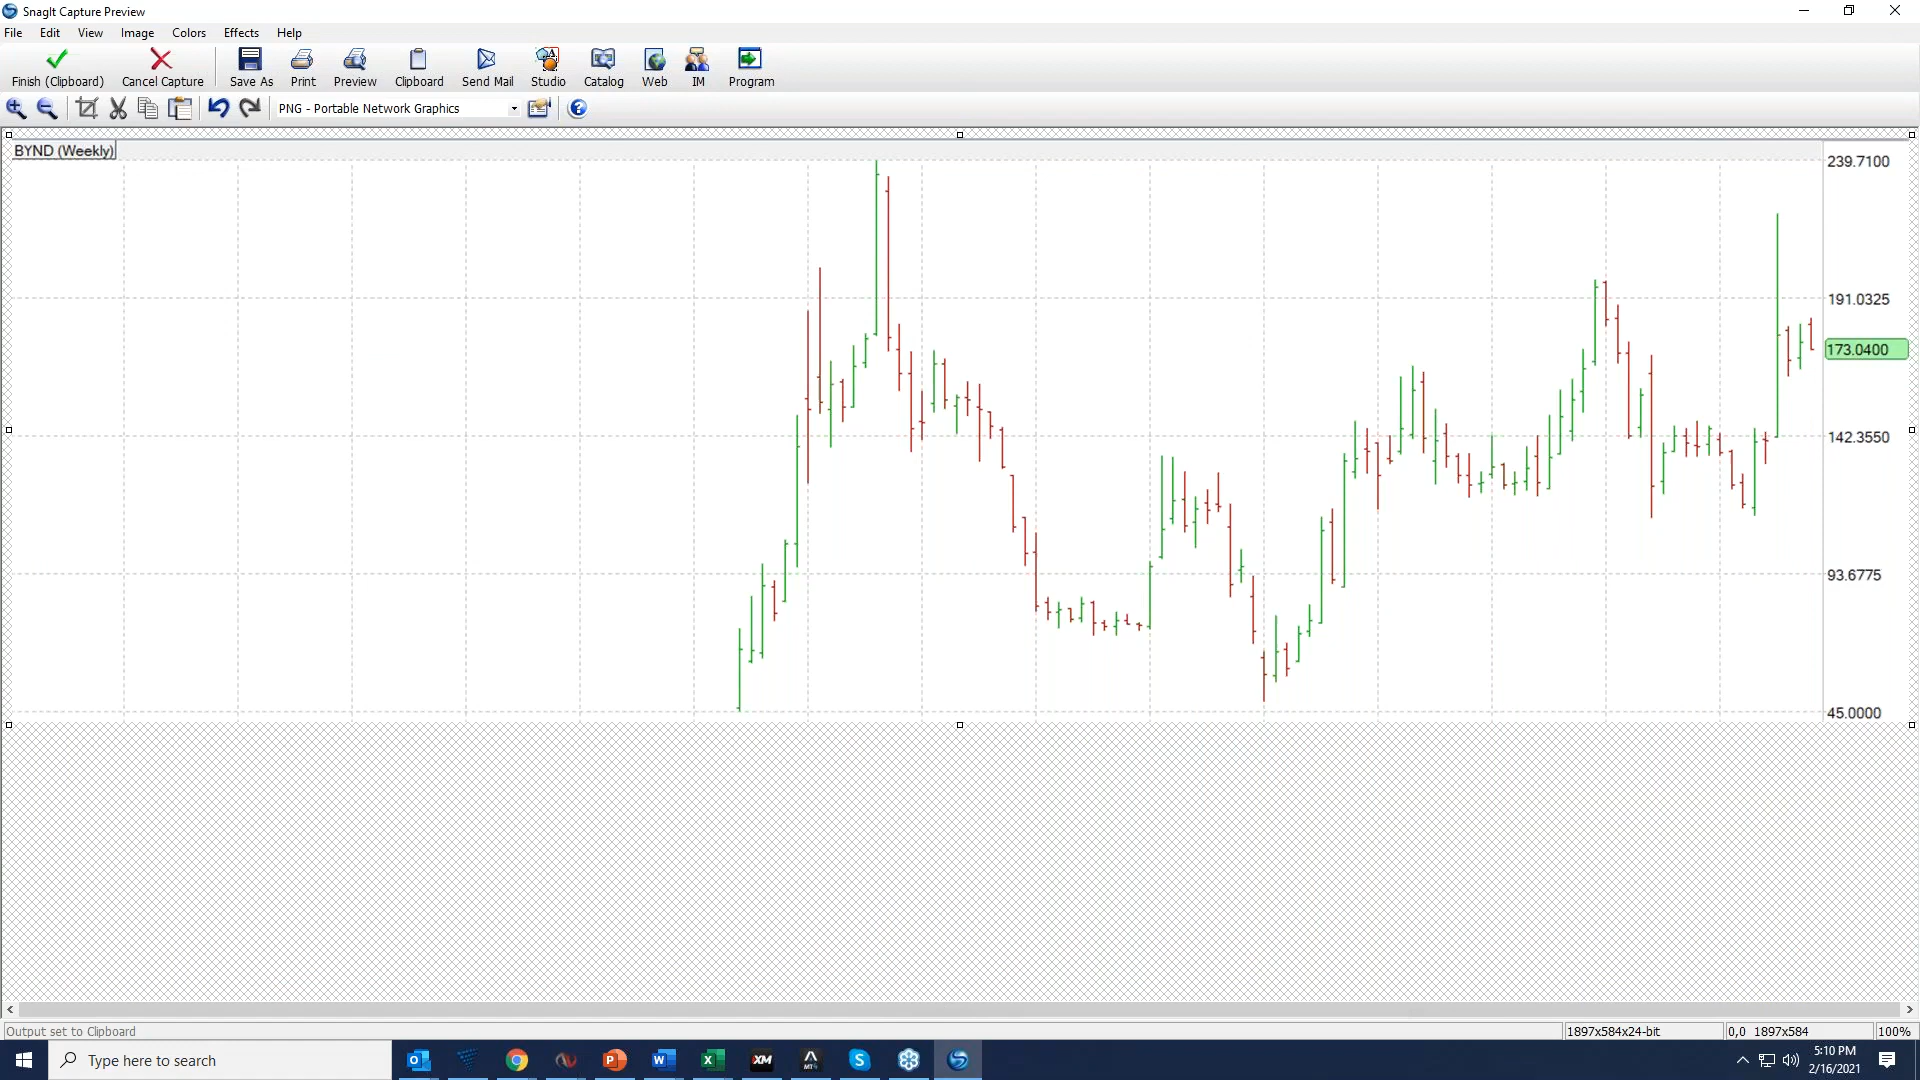 SnagIt Capture Preview
File Edit View Image Colors Effects Help
Finish (Clipboard) Cancel Capture Save As Print Preview Clipboard Send Mail Studio Catalog Web IM Program
PNG - Portable Network Graphics
BYND (Weekly)
239.7100
191.0325
173.0400
142.3550
93.6775
45.0000
Output set to Clipboard 1897x584x24-bit 0,0 1897x584 100%
Type here to search
XM
MT4
5:10 PM
2/16/2021